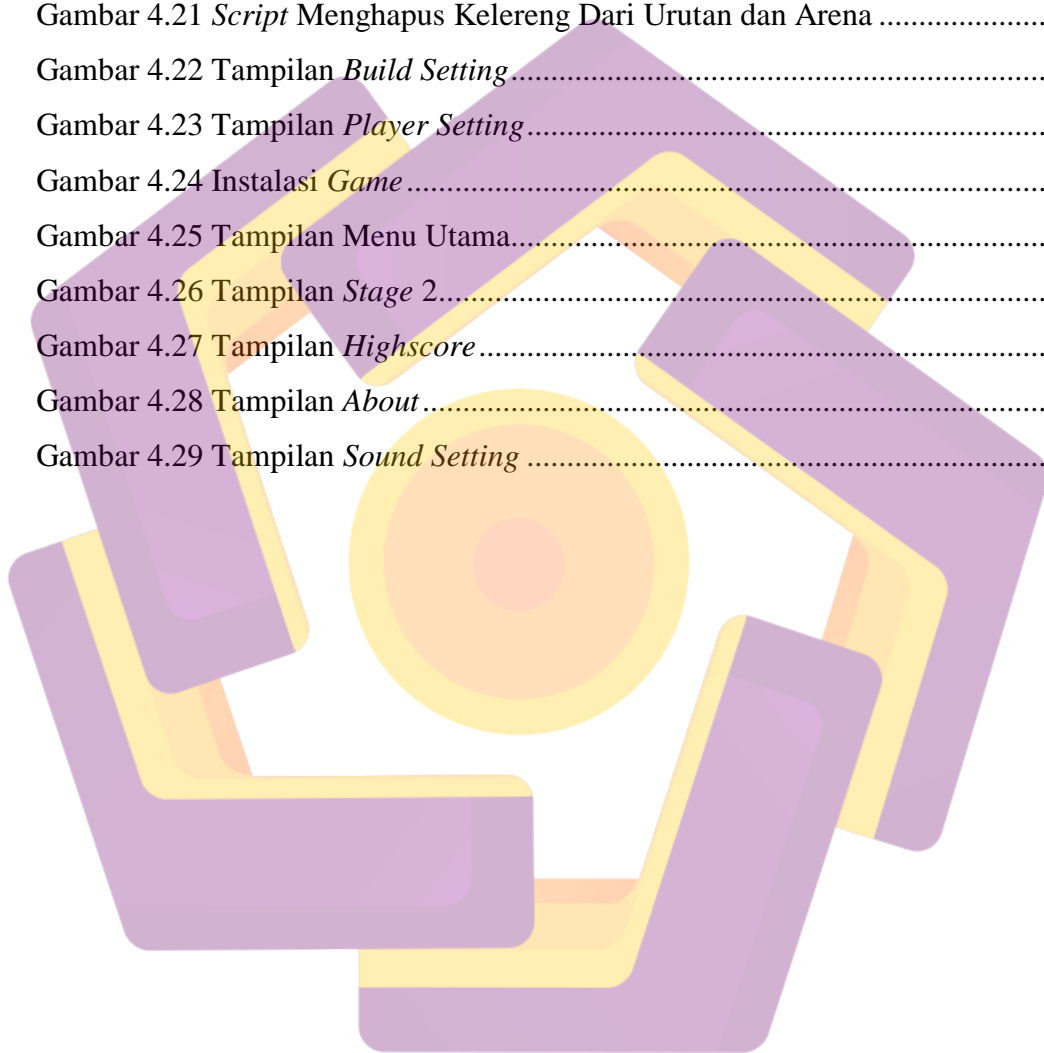 Gambar 4.21 Script Menghapus Kelereng Dari Urutan dan Arena ....................
Gambar 4.22 Tampilan Build Setting....................
Gambar 4.23 Tampilan Player Setting....................
Gambar 4.24 Instalasi Game....................
Gambar 4.25 Tampilan Menu Utama....................
Gambar 4.26 Tampilan Stage 2....................
Gambar 4.27 Tampilan Highscore....................
Gambar 4.28 Tampilan About....................
Gambar 4.29 Tampilan Sound Setting ....................